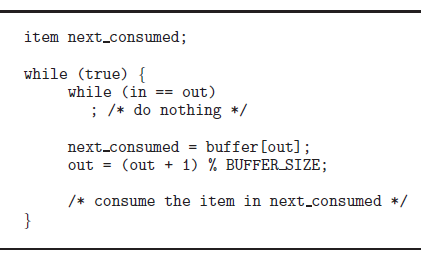 item next_consumed;
while (true) {
while (in == out)
; /* do nothing */
next_consumed = buffer[out];
out = (out + 1) % BUFFER_SIZE;
/* consume the item in next_consumed */
}